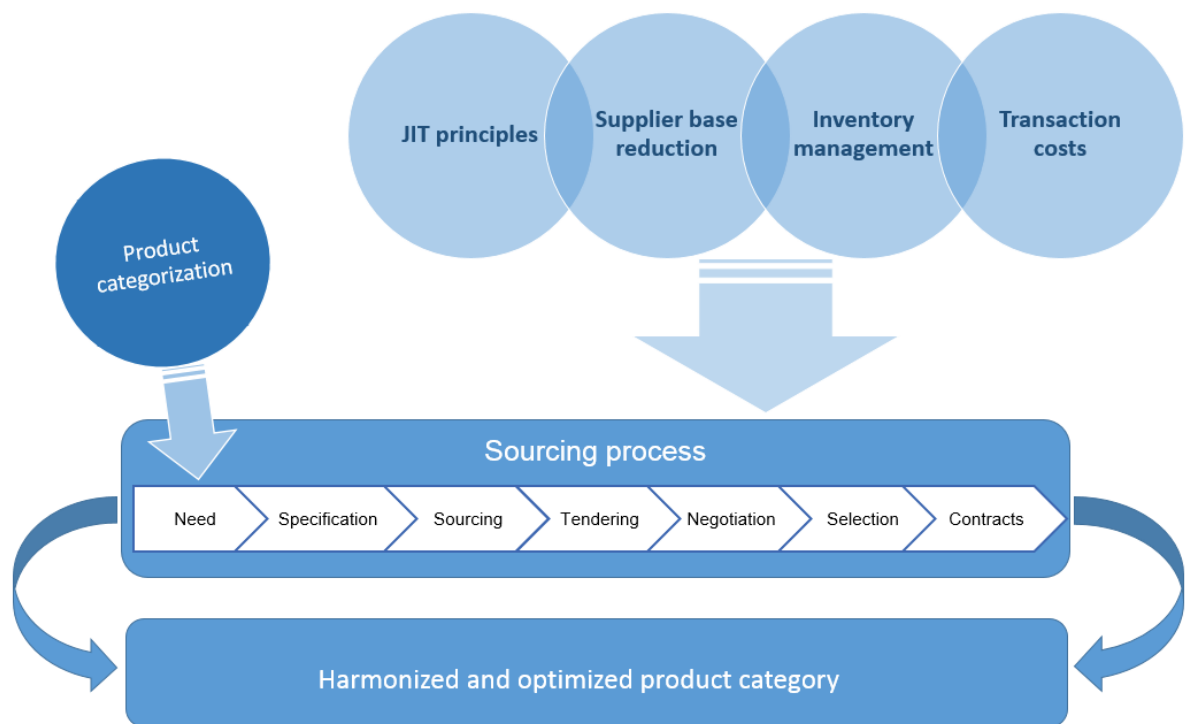 JIT principles
Supplier base
reduction
Inventory
management
Transaction
costs
Product
categorization
Sourcing process
Need
Specification
Sourcing
Tendering
Negotiation
Selection
Contracts
Harmonized and optimized product category